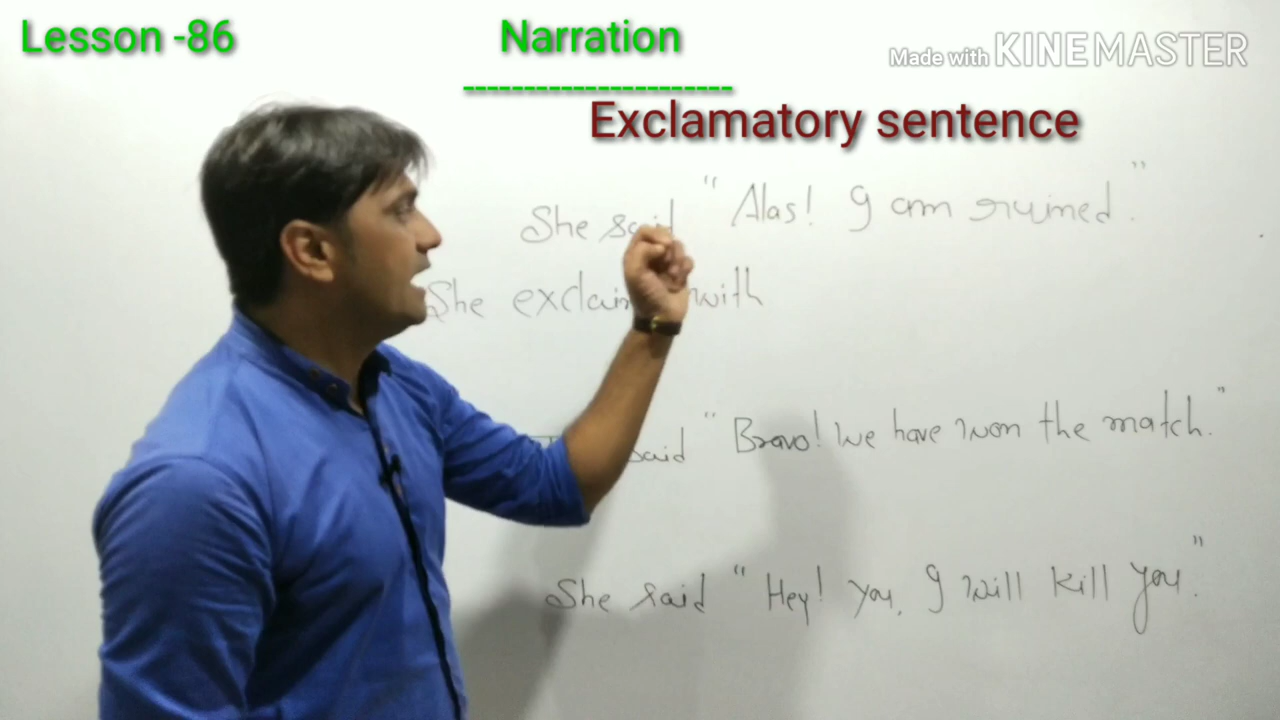 Lesson -86
Narration
Made with KINEMASTER
Exclamatory sentence
She said "Alas! I am ruined."
She with
said "Bravo! We have won the match."
She said "Hey! You, I will kill you."